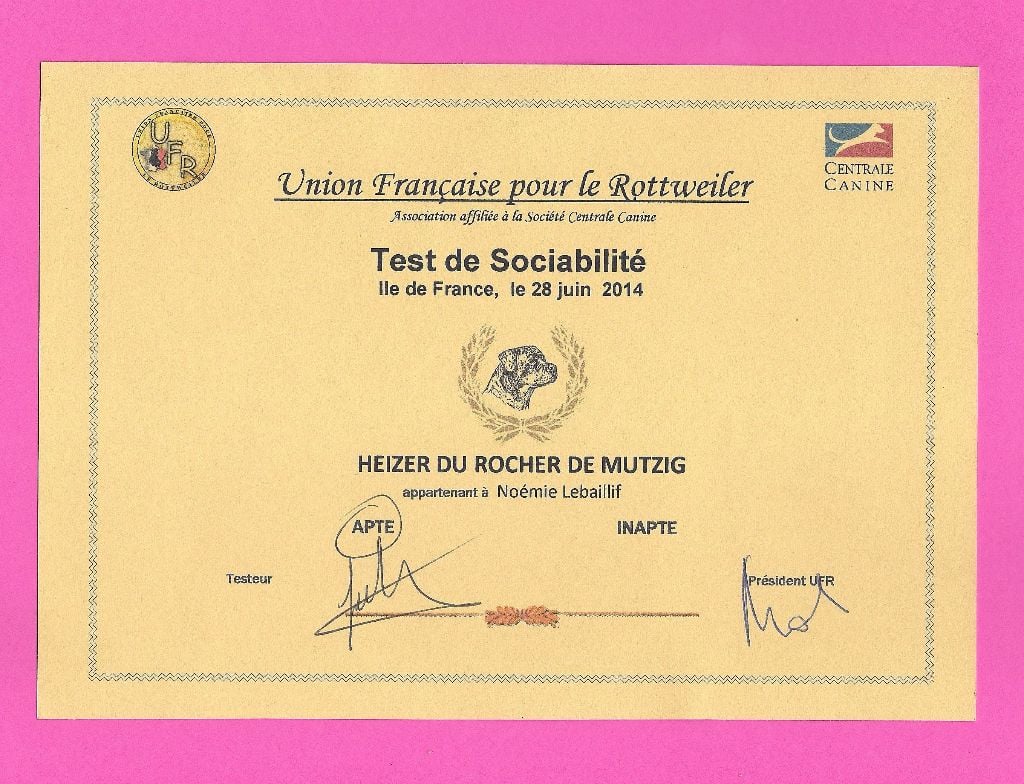 UFR
CENTRALE
CANINE
Union Française pour le Rottweiler
Association affiliée à la Société Centrale Canine
Test de Sociabilité
Ile de France, le 28 juin 2014
HEIZER DU ROCHER DE MUTZIG
appartenant à Noémie Lebaillif
APTE INAPTE
Testeur Président UFR